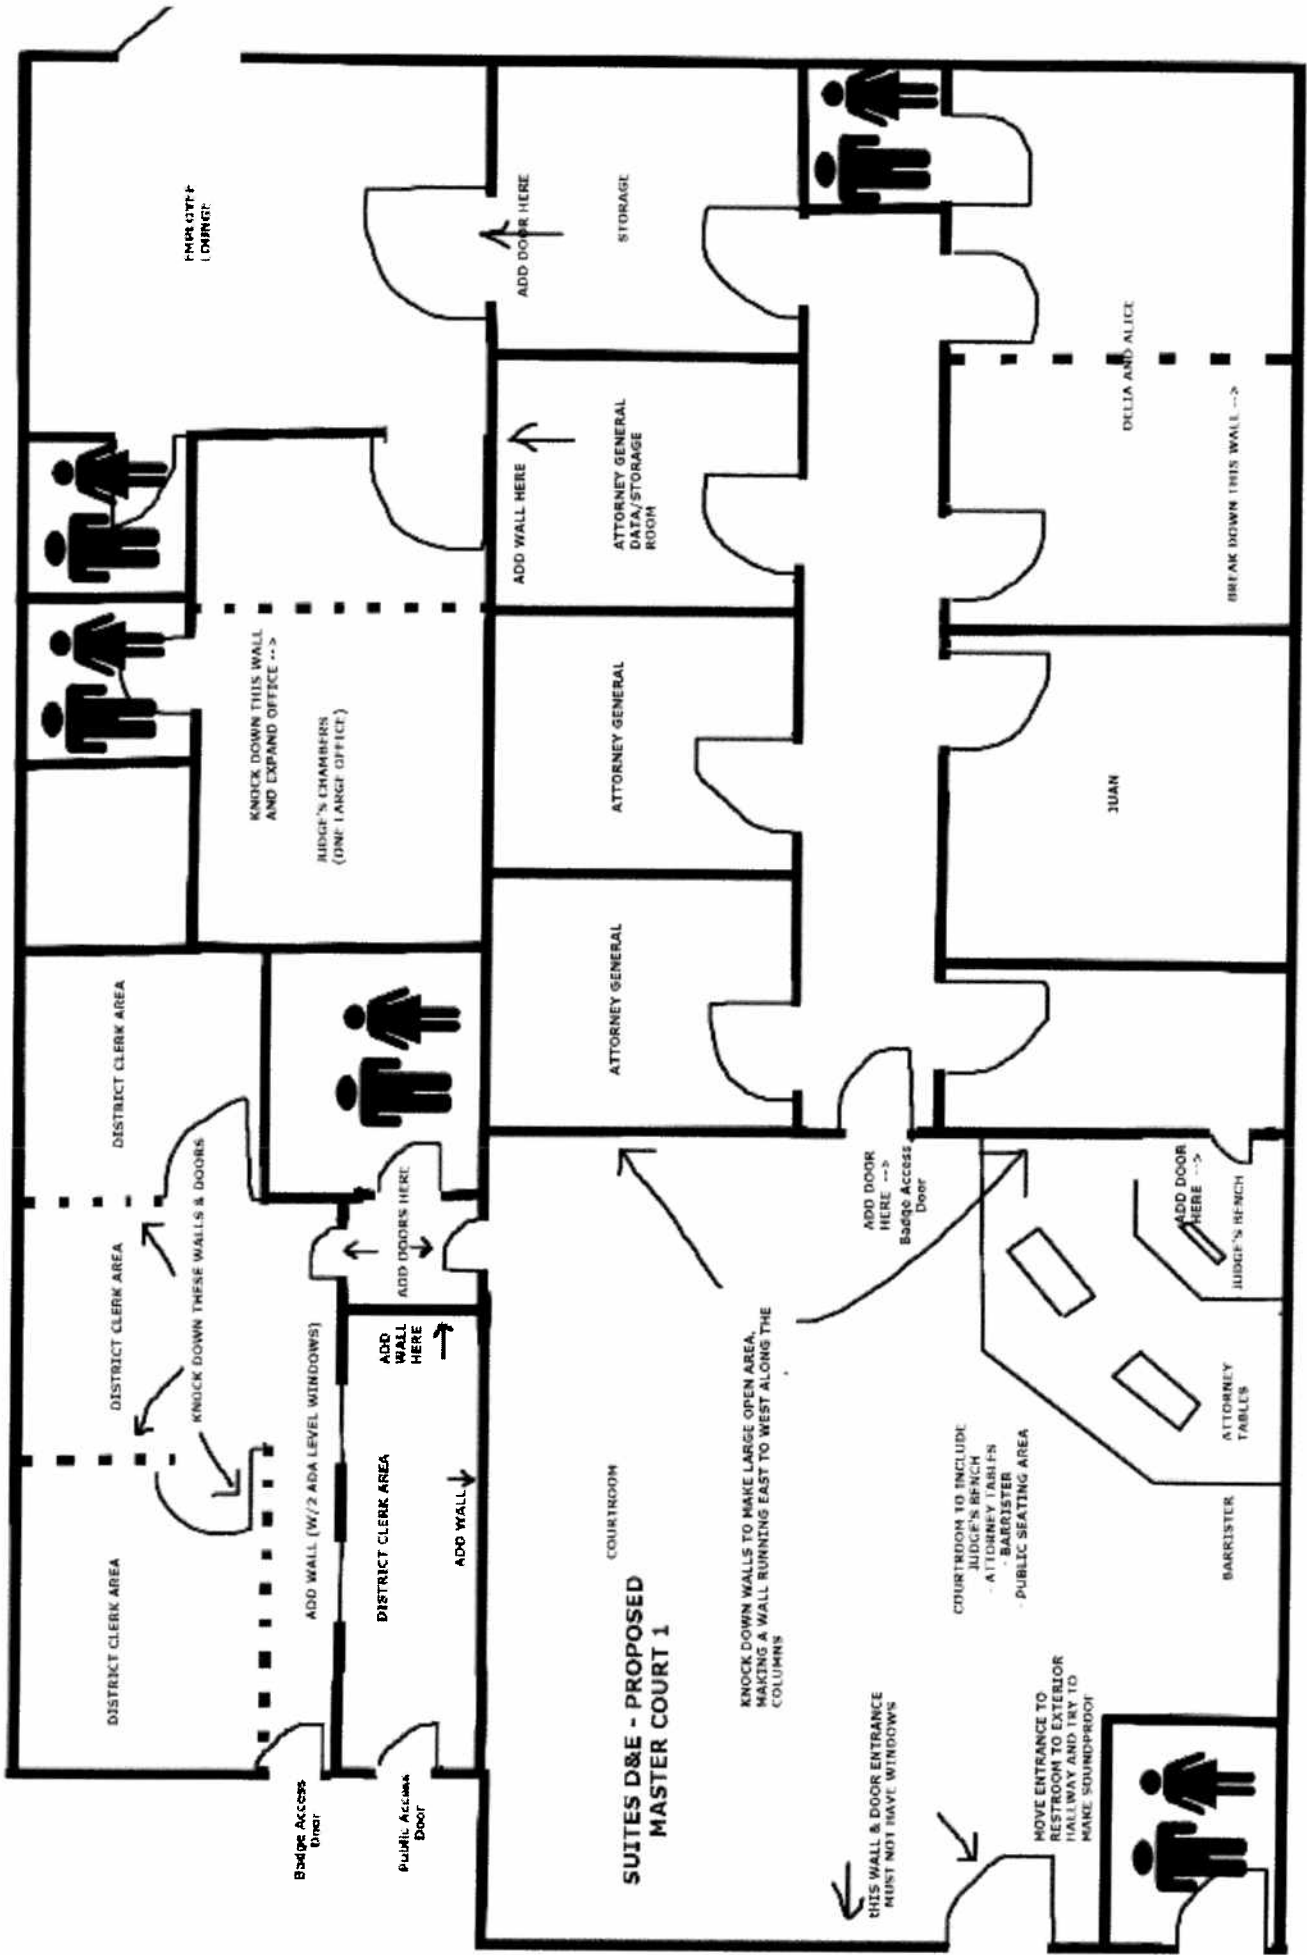 SUITES D&E - PROPOSED
MASTER COURT 1
DISTRICT CLERK AREA
DISTRICT CLERK AREA
DISTRICT CLERK AREA
KNOCK DOWN THESE WALLS & DOORS
Badge Access
Door
ADD WALL (W/2 ADA LEVEL WINDOWS)
Public Access
Door
DISTRICT CLERK AREA
ADD WALL
ADD
WALL
HERE
ADD DOORS HERE
KNOCK DOWN THIS WALL
AND EXPAND OFFICE -->
JUDGE'S CHAMBERS
(ONE LARGE OFFICE)
EMPLOYEE
LOUNGE
ADD WALL HERE
ADD DOOR HERE
ATTORNEY GENERAL
ATTORNEY GENERAL
ATTORNEY GENERAL
DATA/STORAGE
ROOM
STORAGE
COURTROOM
KNOCK DOWN WALLS TO MAKE LARGE OPEN AREA,
MAKING A WALL RUNNING EAST TO WEST ALONG THE
COLUMNS
ADD DOOR
HERE -->
Badge Access
Door
THIS WALL & DOOR ENTRANCE
MUST NOT HAVE WINDOWS
COURTROOM TO INCLUDE
JUDGE'S BENCH
- ATTORNEY TABLES
- BARRISTER
- PUBLIC SEATING AREA
MOVE ENTRANCE TO
RESTROOM TO EXTERIOR
HALLWAY AND TRY TO
MAKE SOUNDPROOF
BARRISTER
ATTORNEY
TABLES
JUDGE'S BENCH
ADD DOOR
HERE -->
JUAN
DELIA AND ALICE
BREAK DOWN THIS WALL -->